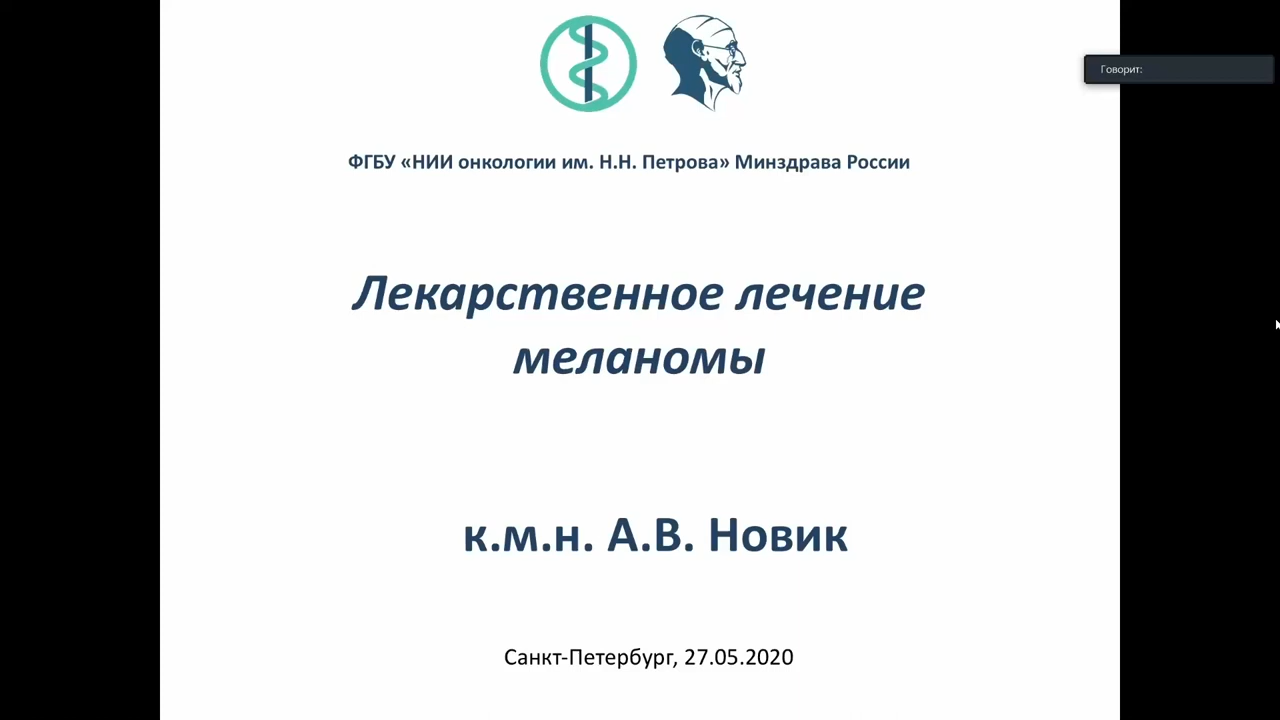 Говорит:
ФГБУ «НИИ онкологии им. Н.Н. Петрова» Минздрава России
Лекарственное лечение
меланомы
к.м.н. А.В. Новик
Санкт-Петербург, 27.05.2020